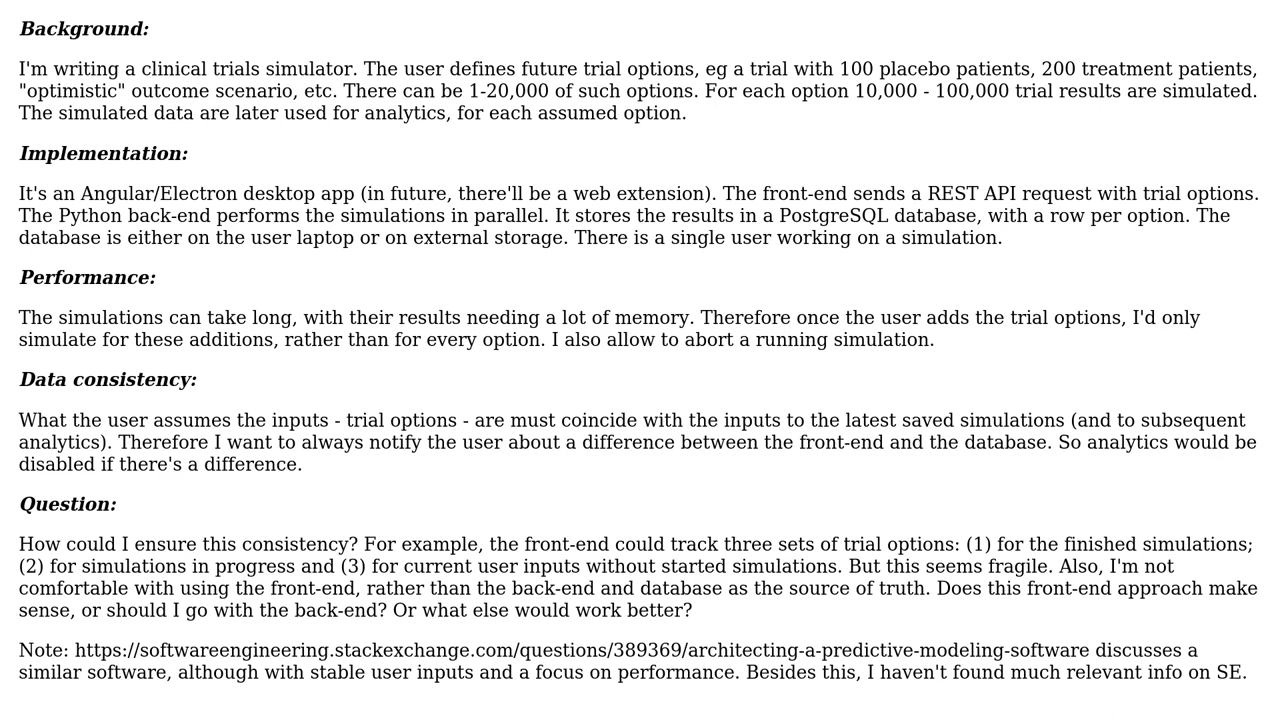 Background:
I'm writing a clinical trials simulator. The user defines future trial options, eg a trial with 100 placebo patients, 200 treatment patients,
"optimistic" outcome scenario, etc. There can be 1-20,000 of such options. For each option 10,000 - 100,000 trial results are simulated.
The simulated data are later used for analytics, for each assumed option.
Implementation:
It's an Angular/Electron desktop app (in future, there'll be a web extension). The front-end sends a REST API request with trial options.
The Python back-end performs the simulations in parallel. It stores the results in a PostgreSQL database, with a row per option. The
database is either on the user laptop or on external storage. There is a single user working on a simulation.
Performance:
The simulations can take long, with their results needing a lot of memory. Therefore once the user adds the trial options, I'd only
simulate for these additions, rather than for every option. I also allow to abort a running simulation.
Data consistency:
What the user assumes the inputs - trial options - are must coincide with the inputs to the latest saved simulations (and to subsequent
analytics). Therefore I want to always notify the user about a difference between the front-end and the database. So analytics would be
disabled if there's a difference.
Question:
How could I ensure this consistency? For example, the front-end could track three sets of trial options: (1) for the finished simulations;
(2) for simulations in progress and (3) for current user inputs without started simulations. But this seems fragile. Also, I'm not
comfortable with using the front-end, rather than the back-end and database as the source of truth. Does this front-end approach make
sense, or should I go with the back-end? Or what else would work better?
Note: https://softwareengineering.stackexchange.com/questions/389369/architecting-a-predictive-modeling-software discusses a
similar software, although with stable user inputs and a focus on performance. Besides this, I haven't found much relevant info on SE.